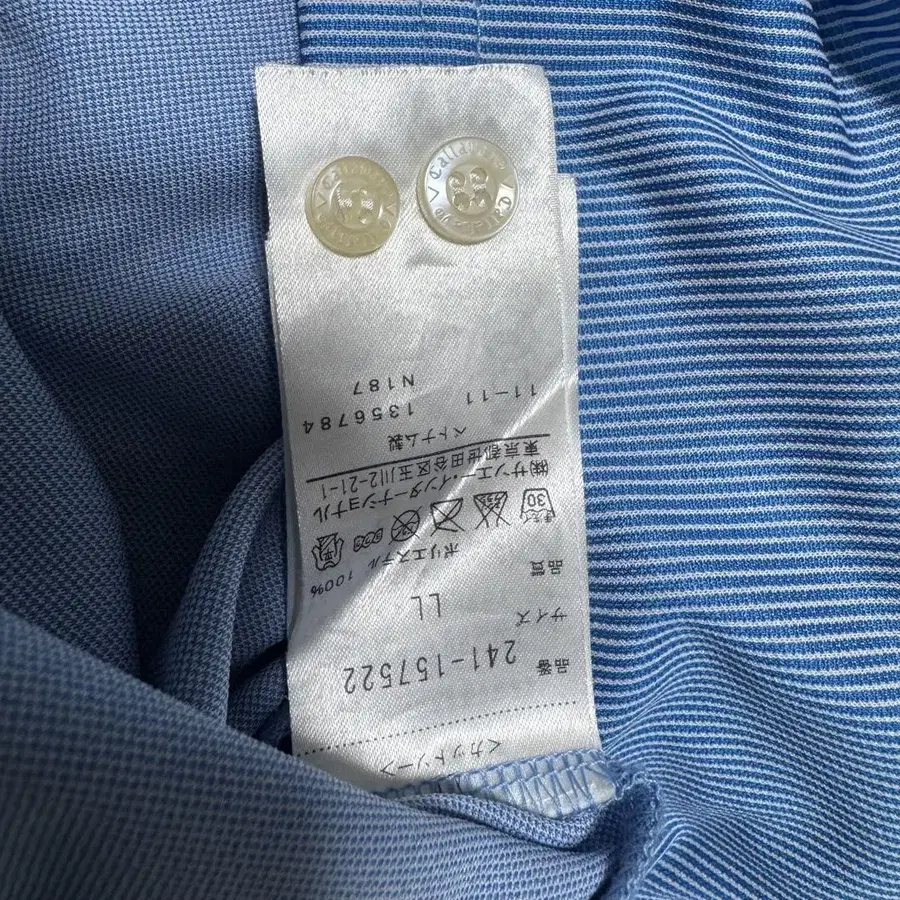 <カットソー>
品番
241-157522
サイズ
LL
品質
ポリエステル 100%
30
㈱サンエー・インターナショナル
東京都世田谷区玉川2-21-1
ベトナム製
11-11 1356784
11 N187
Callaway